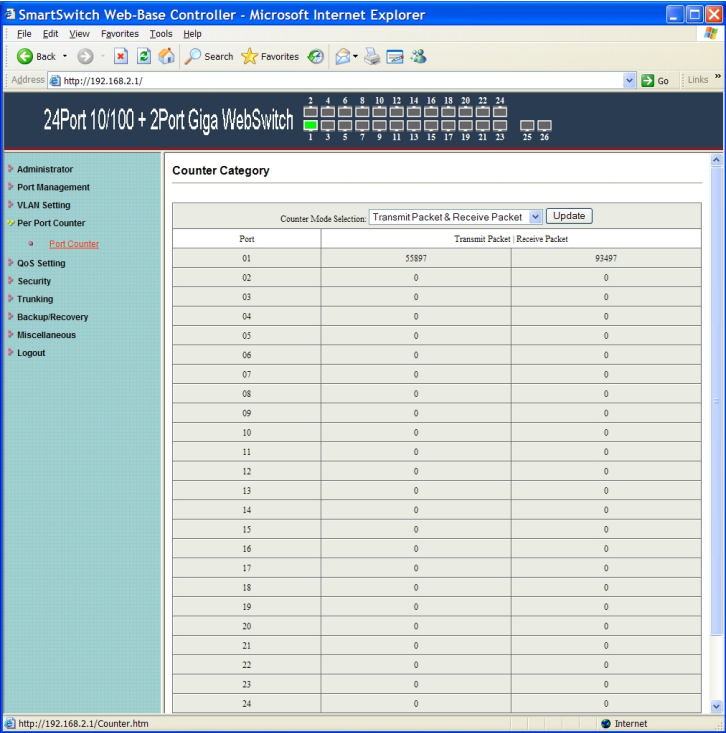 SmartSwitch Web-Base Controller - Microsoft Internet Explorer
File Edit View Favorites Tools Help
Back Search Favorites
Address http://192.168.2.1/ Go Links »
2 4 6 8 10 12 14 16 18 20 22 24
24Port 10/100 + 2Port Giga WebSwitch
1 3 5 7 9 11 13 15 17 19 21 23 25 26
Administrator
Port Management
VLAN Setting
Per Port Counter
Port Counter
QoS Setting
Security
Trunking
Backup/Recovery
Miscellaneous
Logout
Counter Category
Counter Mode Selection: Transmit Packet & Receive Packet Update
Port Transmit Packet | Receive Packet
01 55897 93497
02 0 0
03 0 0
04 0 0
05 0 0
06 0 0
07 0 0
08 0 0
09 0 0
10 0 0
11 0 0
12 0 0
13 0 0
14 0 0
15 0 0
16 0 0
17 0 0
18 0 0
19 0 0
20 0 0
21 0 0
22 0 0
23 0 0
24 0 0
http://192.168.2.1/Counter.htm Internet